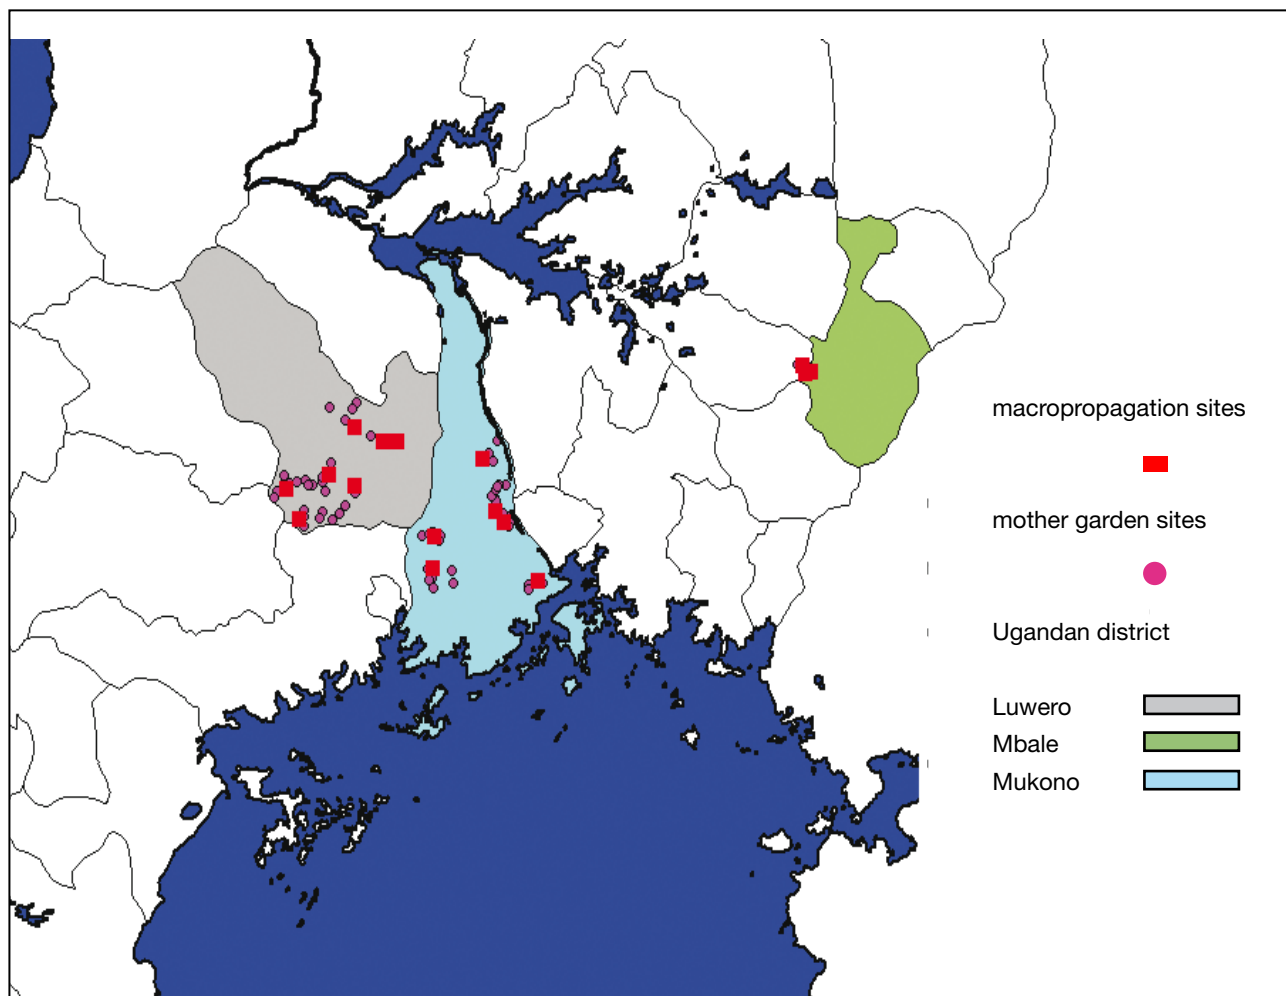 macropropagation sites
mother garden sites
Ugandan district
Luwero
Mbale
Mukono